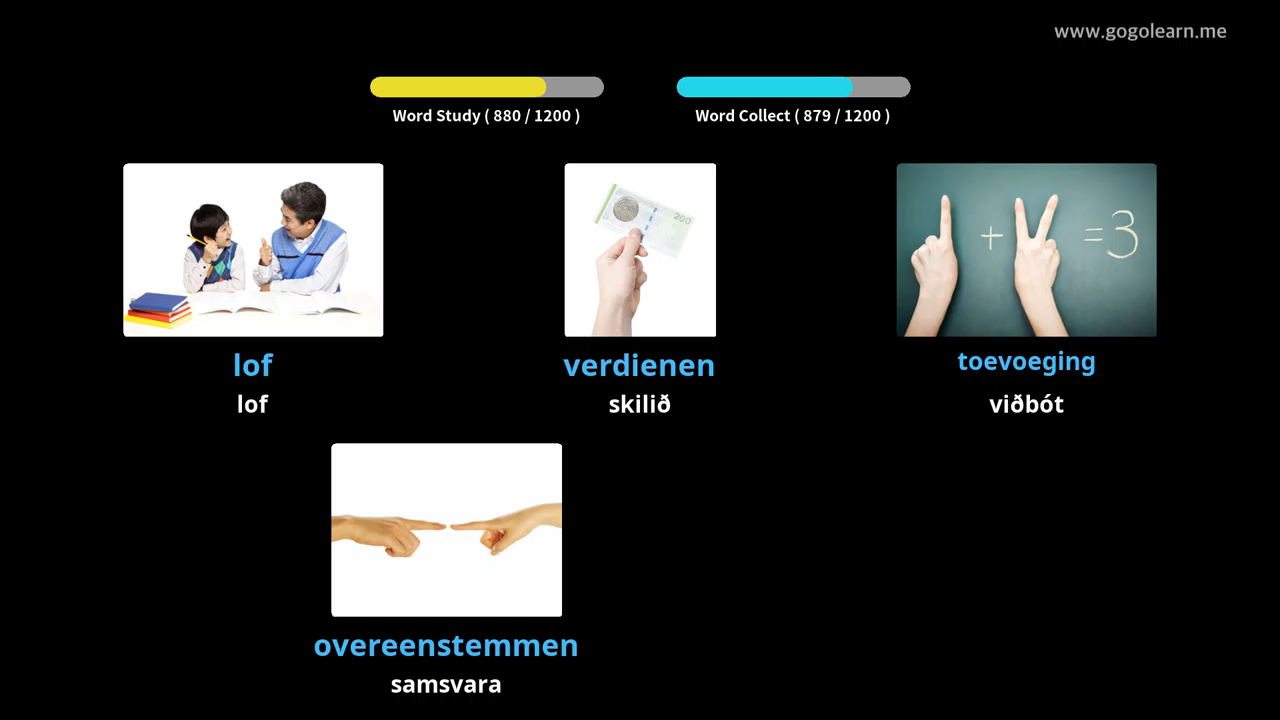 www.gogolearn.me
Word Study ( 880 / 1200 )
Word Collect ( 879 / 1200 )
200
+ =3
lof
lof
verdienen
skilið
toevoeging
viðbót
overeenstemmen
samsvara